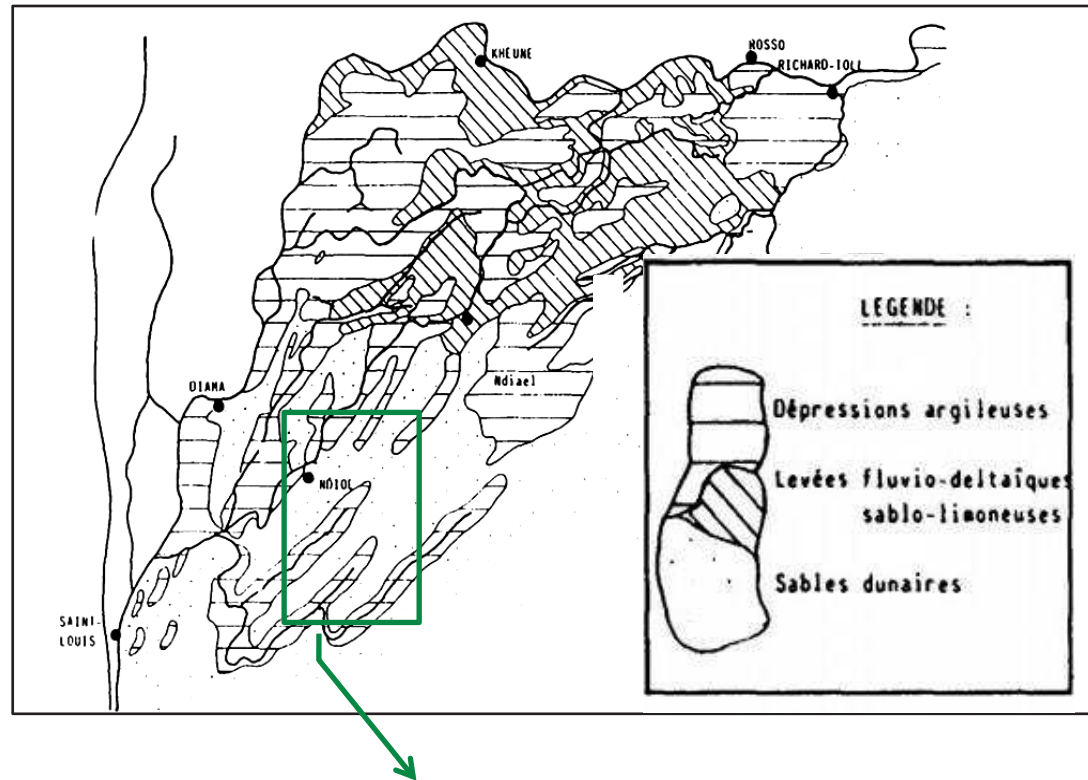 KHEUNE
ROSSO
RICHARD-TOLL
Ndiael
DIAMA
NDIOL
SAINT-
LOUIS
LEGENDE :
Dépressions argileuses
Levées fluvio-deltaïques
sablo-limoneuses
Sables dunaires